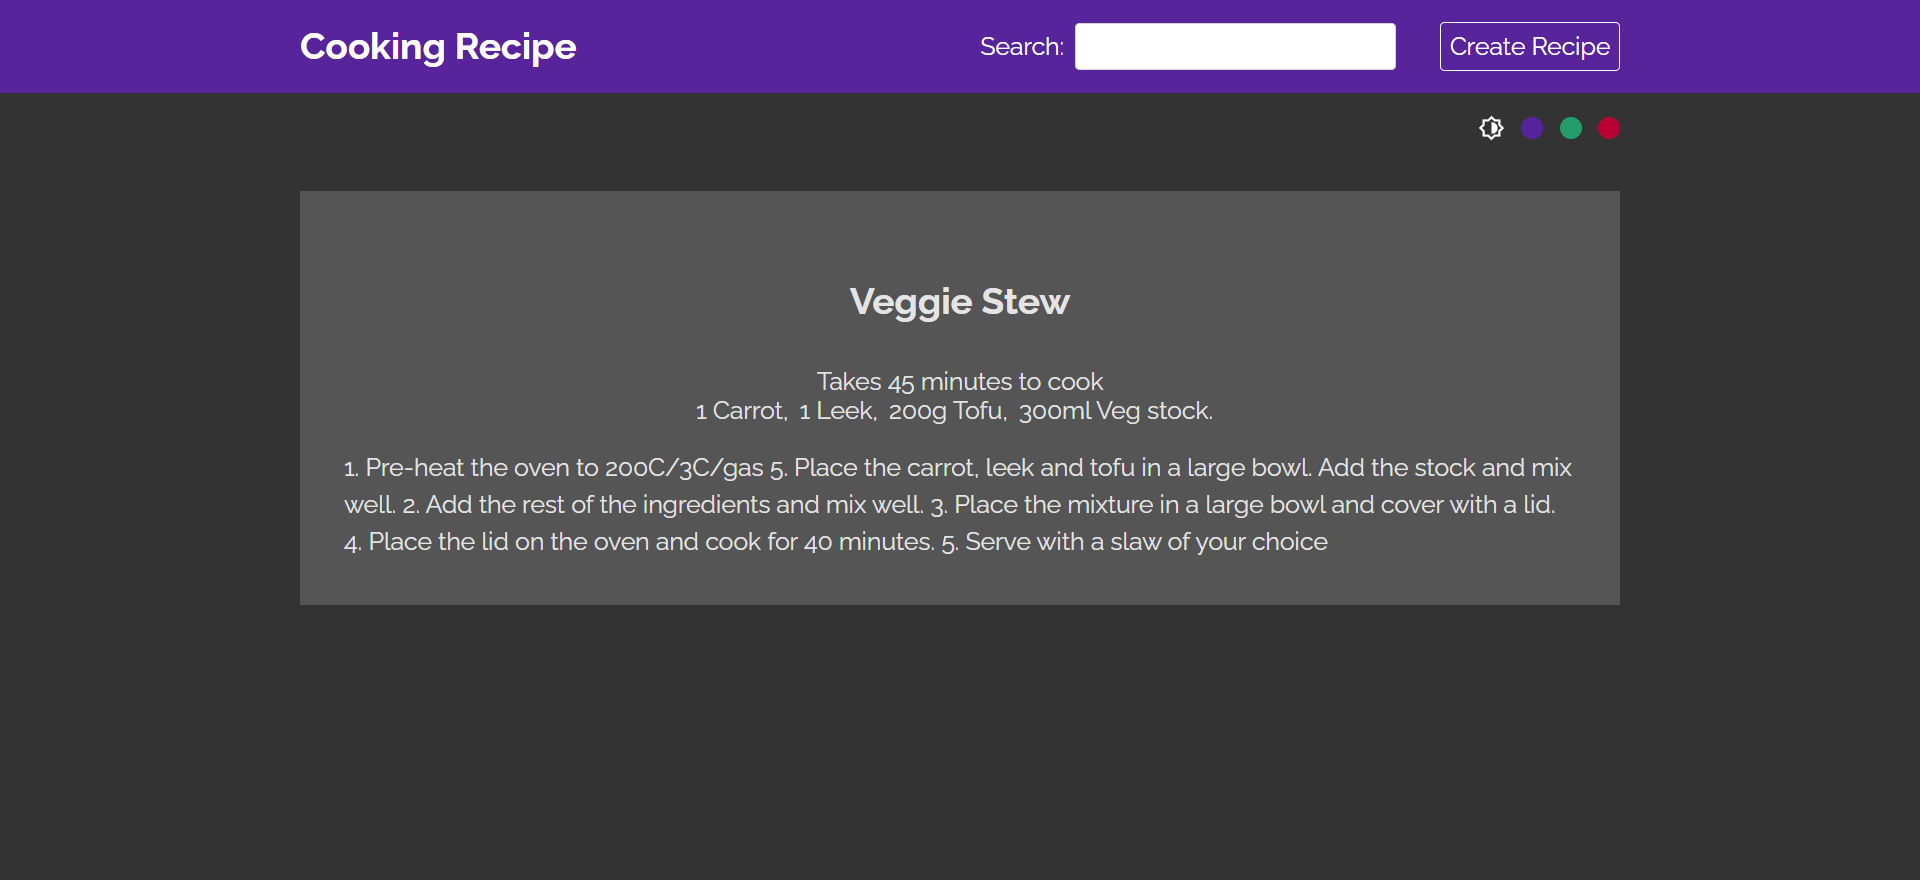 Cooking Recipe
Search:
Create Recipe
Veggie Stew
Takes 45 minutes to cook
1 Carrot, 1 Leek, 200g Tofu, 300ml Veg stock.
1. Pre-heat the oven to 200C/3C/gas 5. Place the carrot, leek and tofu in a large bowl. Add the stock and mix
well. 2. Add the rest of the ingredients and mix well. 3. Place the mixture in a large bowl and cover with a lid.
4. Place the lid on the oven and cook for 40 minutes. 5. Serve with a slaw of your choice